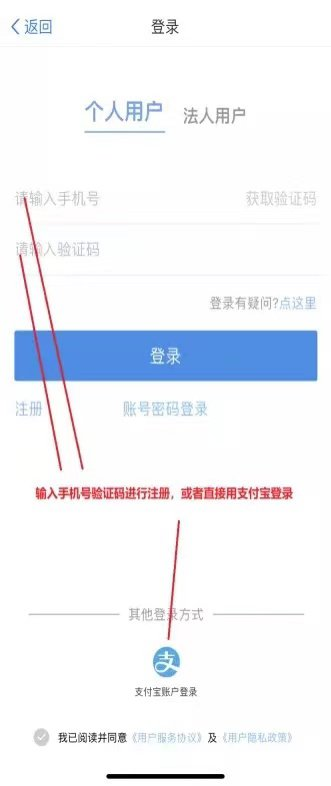 返回
登录
个人用户 法人用户
请输入手机号 获取验证码
请输入验证码
登录有疑问?点这里
登录
注册 账号密码登录
输入手机号验证码进行注册，或者直接用支付宝登录
其他登录方式
支
支付宝账户登录
我已阅读并同意《用户服务协议》及《用户隐私政策》